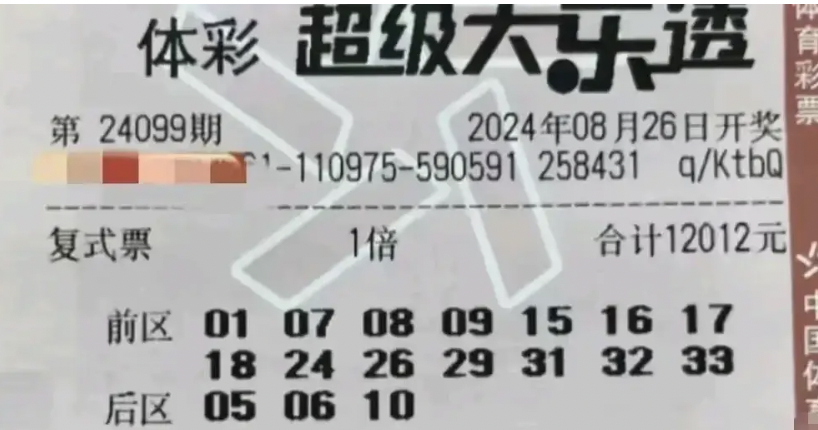 体彩 超级大乐透
第 24099期 2024年08月26日开奖
1-110975-590591 258431 q/KtbQ
复式票 1倍 合计12012元
前区 01 07 08 09 15 16 17
18 24 26 29 31 32 33
后区 05 06 10
体育彩票
中国体育